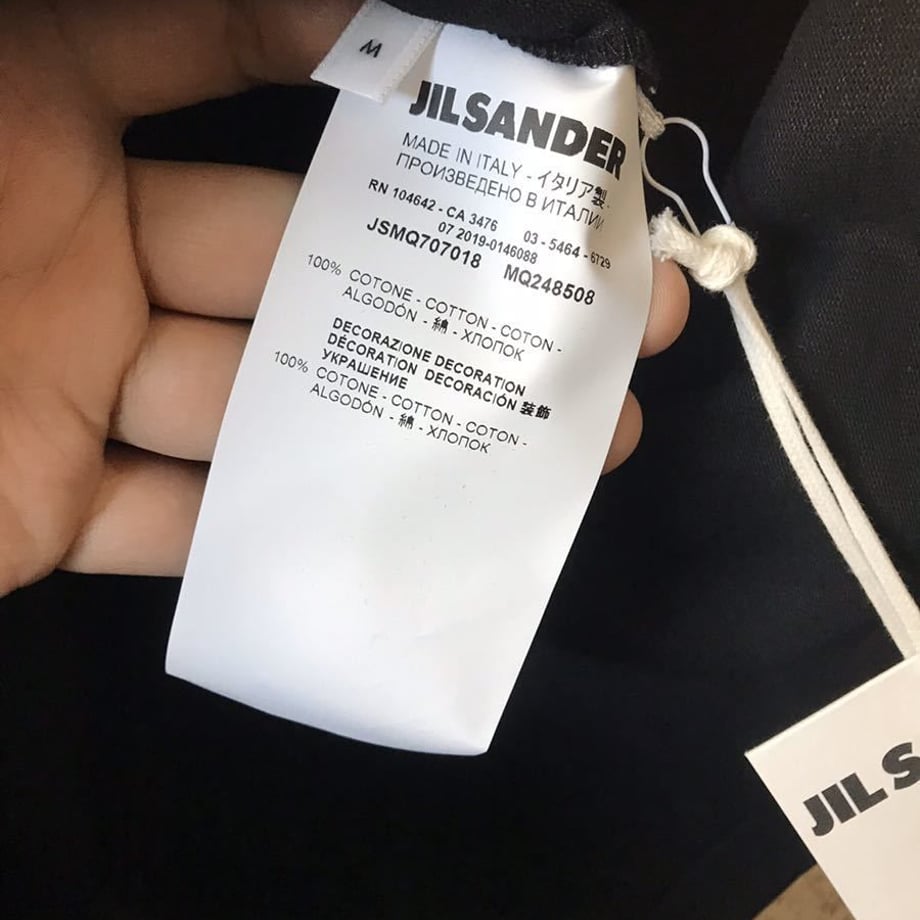 M
JILSANDER
MADE IN ITALY - イタリア製 -
ПРОИЗВЕДЕНО В ИТАЛИИ
RN 104642 - CA 3476 03 - 5464 - 6729
07 2019-0146088
JSMQ707018 MQ248508
100% COTONE - COTTON - COTON -
ALGODÓN - 綿 - ХЛОПОК
DECORAZIONE DECORATION
DÉCORATION DECORACIÓN 装飾
УКРАШЕНИЕ
100% COTONE - COTTON - COTON -
ALGODÓN - 綿 - ХЛОПОК
JIL S